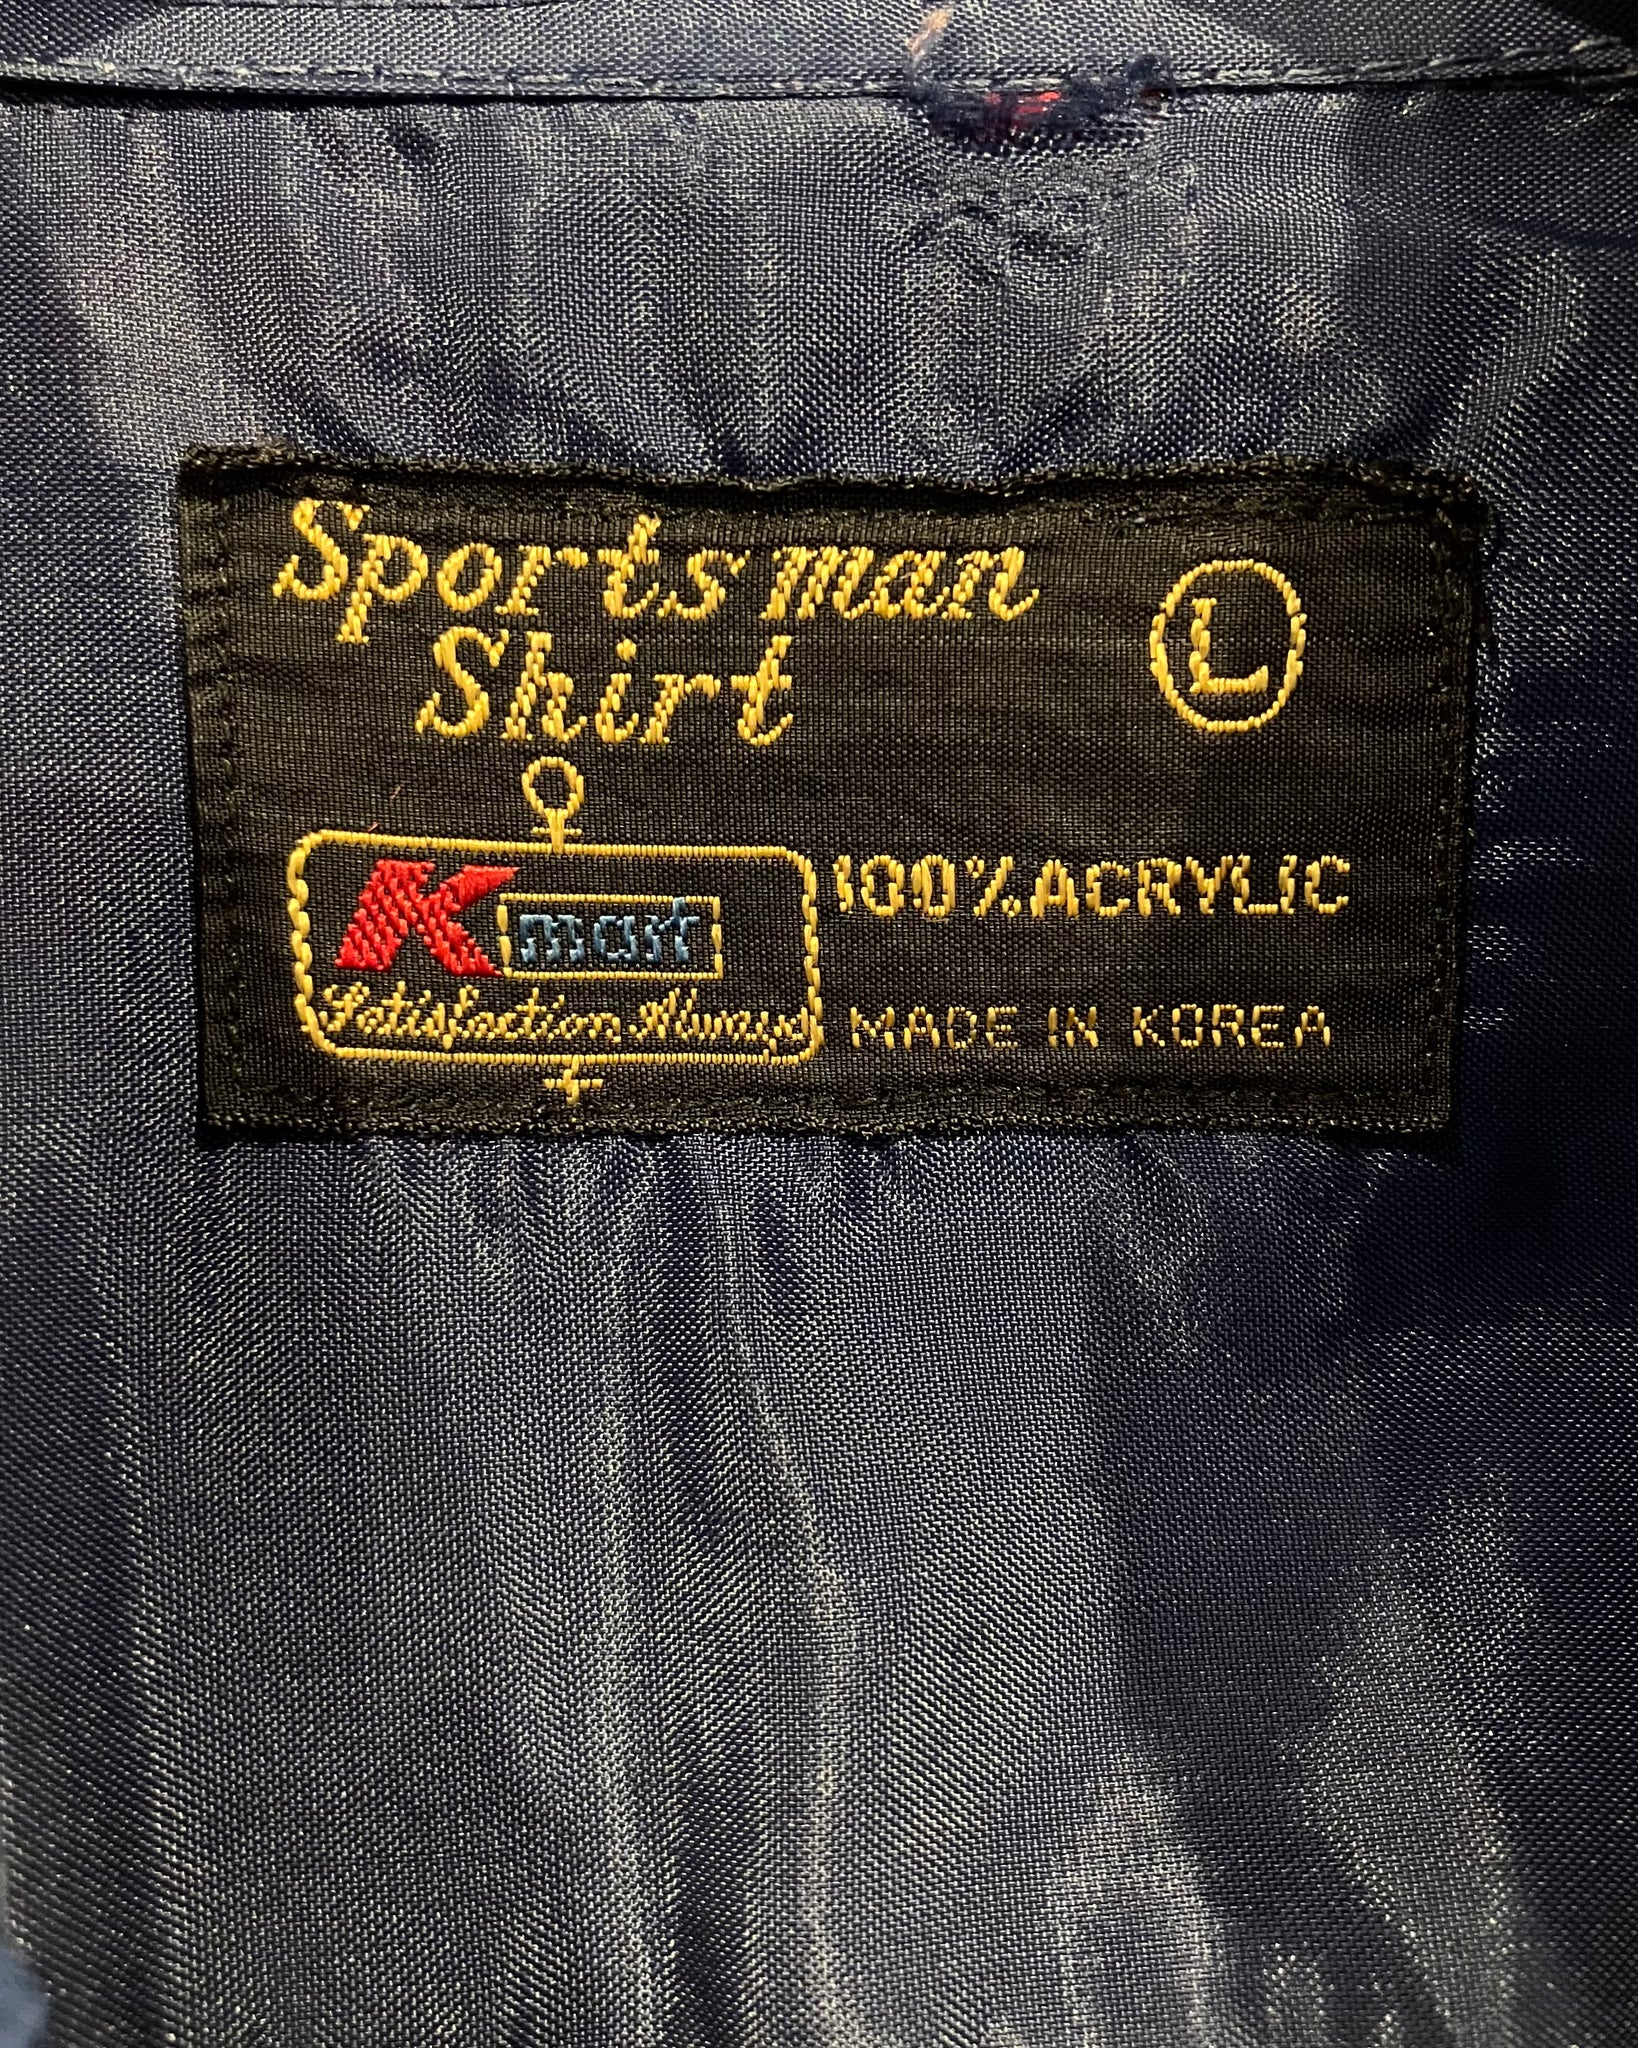 Sportsman
Shirt
L
Kmart
Satisfaction Always
100% ACRYLIC
MADE IN KOREA